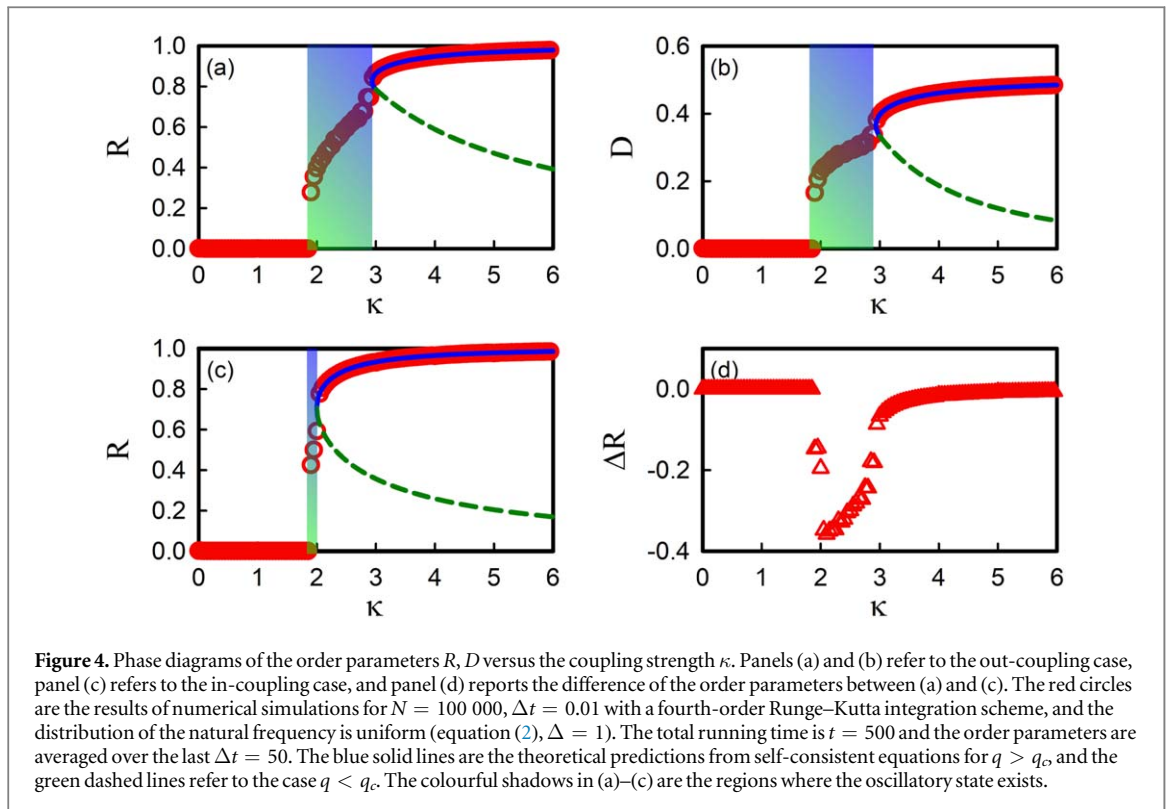 (a)
1.0
0.8
0.6
0.4
0.2
0.0
R
0 1 2 3 4 5 6
κ
(b)
0.6
0.4
0.2
0.0
D
0 1 2 3 4 5 6
κ
(c)
1.0
0.8
0.6
0.4
0.2
0.0
R
0 1 2 3 4 5 6
κ
(d)
0.0
-0.2
-0.4
ΔR
0 1 2 3 4 5 6
κ
Figure 4. Phase diagrams of the order parameters R, D versus the coupling strength κ. Panels (a) and (b) refer to the out-coupling case,
panel (c) refers to the in-coupling case, and panel (d) reports the difference of the order parameters between (a) and (c). The red circles
are the results of numerical simulations for N = 100 000, Δt = 0.01 with a fourth-order Runge–Kutta integration scheme, and the
distribution of the natural frequency is uniform (equation (2), Δ = 1). The total running time is t = 500 and the order parameters are
averaged over the last Δt = 50. The blue solid lines are the theoretical predictions from self-consistent equations for q > qc, and the
green dashed lines refer to the case q < qc. The colourful shadows in (a)–(c) are the regions where the oscillatory state exists.